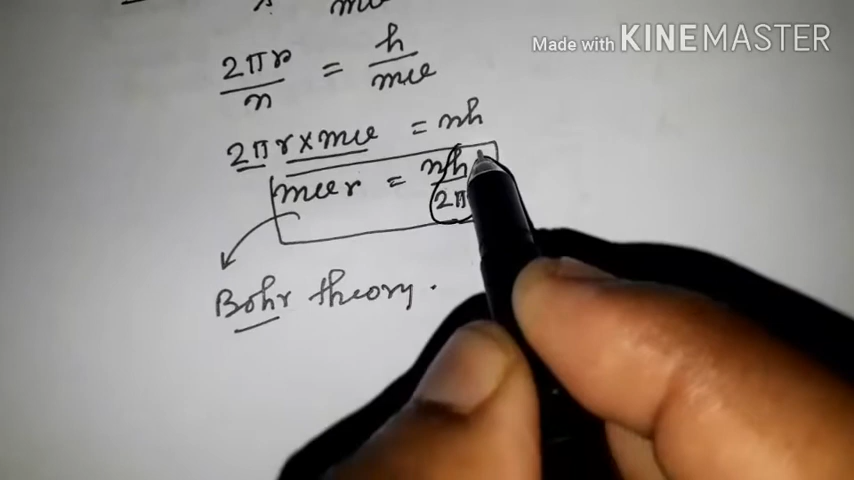 Made with KINEMASTER
2πr/n = h/mv
2πr×mv = nh
mvr = nh/2π
Bohr theory.